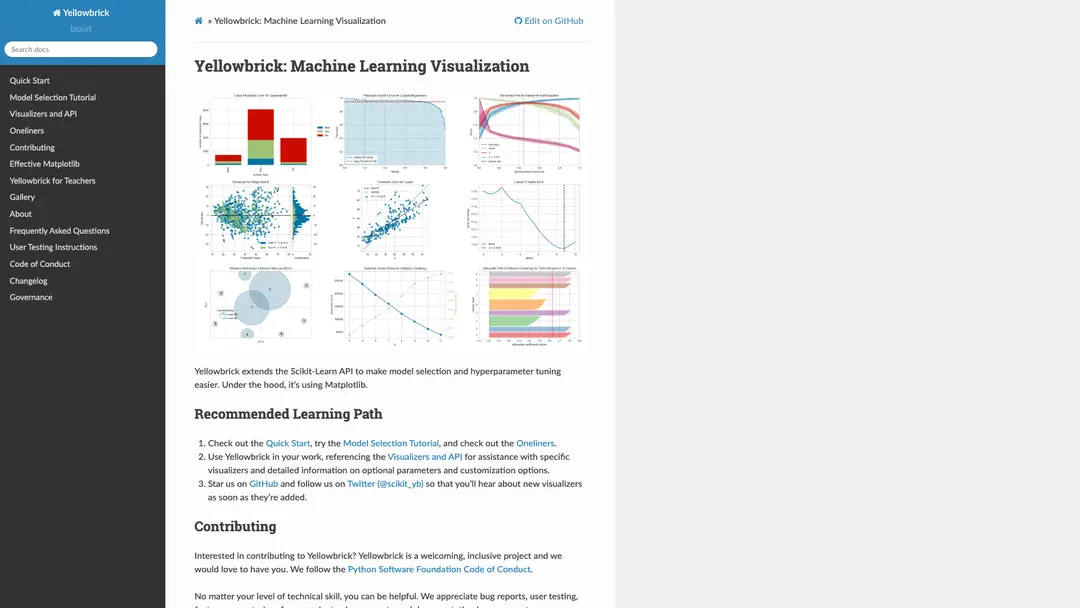 Yellowbrick
latest
Search docs
Quick Start
Model Selection Tutorial
Visualizers and API
Oneliners
Contributing
Effective Matplotlib
Yellowbrick for Teachers
Gallery
About
Frequently Asked Questions
User Testing Instructions
Code of Conduct
Changelog
Governance
» Yellowbrick: Machine Learning Visualization
Edit on GitHub
Yellowbrick: Machine Learning Visualization
Yellowbrick extends the Scikit-Learn API to make model selection and hyperparameter tuning
easier. Under the hood, it’s using Matplotlib.
Recommended Learning Path
1. Check out the Quick Start, try the Model Selection Tutorial, and check out the Oneliners.
2. Use Yellowbrick in your work, referencing the Visualizers and API for assistance with specific
visualizers and detailed information on optional parameters and customization options.
3. Star us on GitHub and follow us on Twitter (@scikit_yb) so that you’ll hear about new visualizers
as soon as they’re added.
Contributing
Interested in contributing to Yellowbrick? Yellowbrick is a welcoming, inclusive project and we
would love to have you. We follow the Python Software Foundation Code of Conduct.
No matter your level of technical skill, you can be helpful. We appreciate bug reports, user testing,